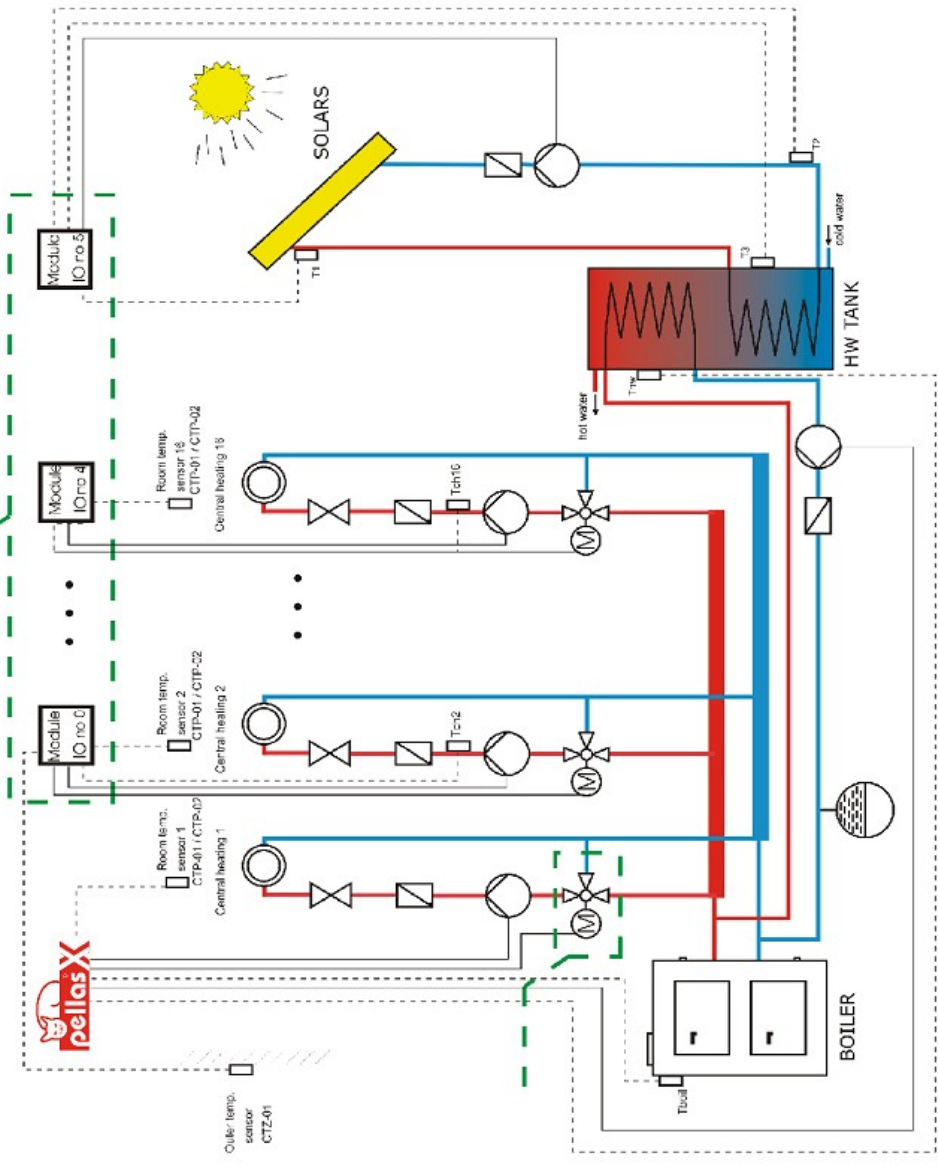 pellasX
Module
IO no 0
Module
IO no 4
Module
IO no 5
Outer temp.
sensor
CTZ-01
Room temp.
sensor 1
CTP-01 / CTP-02
Central heating 1
Room temp.
sensor 2
CTP-01 / CTP-02
Central heating 2
Room temp.
sensor 16
CTP-01 / CTP-02
Central heating 16
SOLARS
T1
Tch2
Tch16
M
M
M
hot water
Thw
T3
T2
cold water
HW TANK
Tboil
BOILER